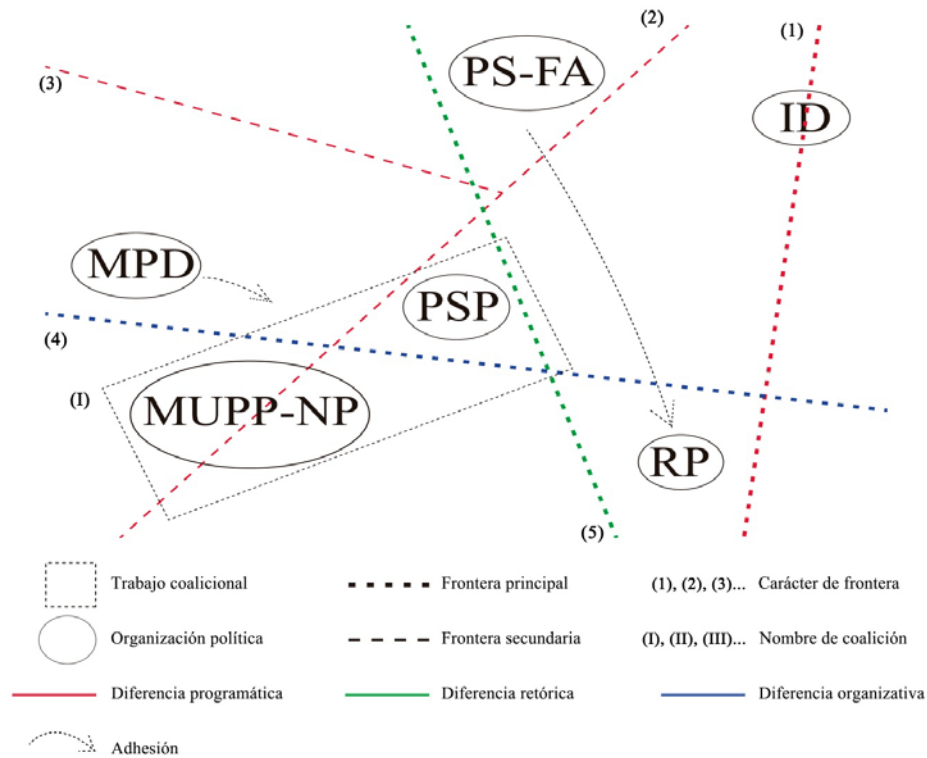 (2)
(1)
PS-FA
(3)
ID
MPD
PSP
(4)
(I)
MUPP-NP
RP
(5)
Trabajo coalicional
Frontera principal
(1), (2), (3)... Carácter de frontera
Organización política
Frontera secundaria
(I), (II), (III)... Nombre de coalición
Diferencia programática
Diferencia retórica
Diferencia organizativa
Adhesión